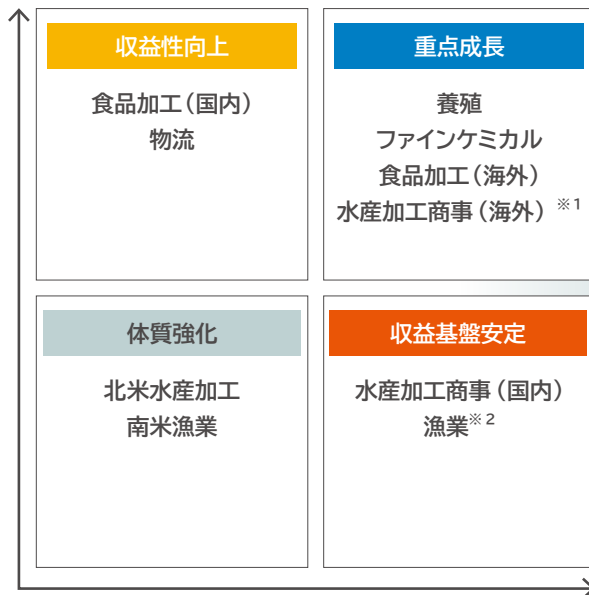 収益性向上
食品加工（国内）
物流
重点成長
養殖
ファインケミカル
食品加工（海外）
水産加工商事（海外）※1
体質強化
北米水産加工
南米漁業
収益基盤安定
水産加工商事（国内）
漁業※2